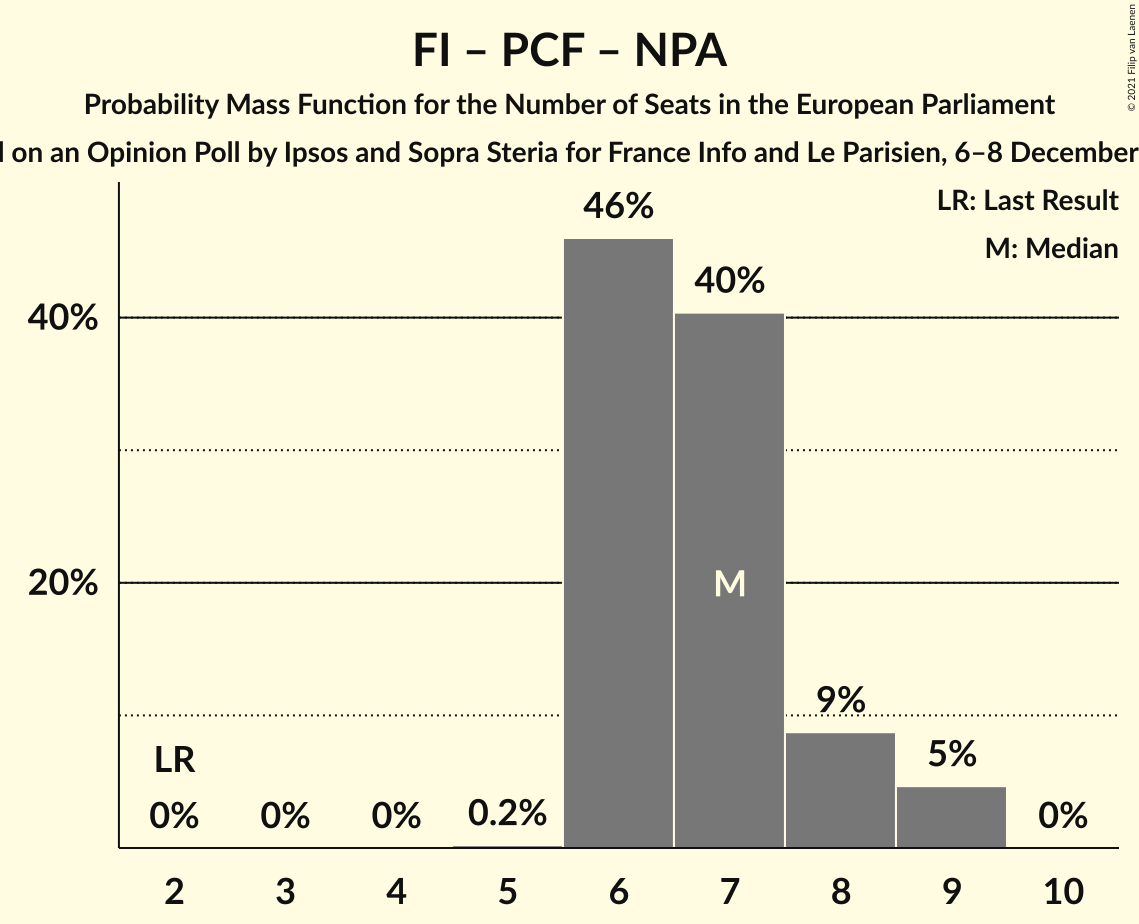 FI – PCF – NPA
Probability Mass Function for the Number of Seats in the European Parliament
on an Opinion Poll by Ipsos and Sopra Steria for France Info and Le Parisien, 6–8 December
© 2021 Filip van Laenen
LR: Last Result
M: Median
46%
40%
40%
20%
M
9%
5%
LR
0%
0%
0%
0.2%
0%
2
3
4
5
6
7
8
9
10